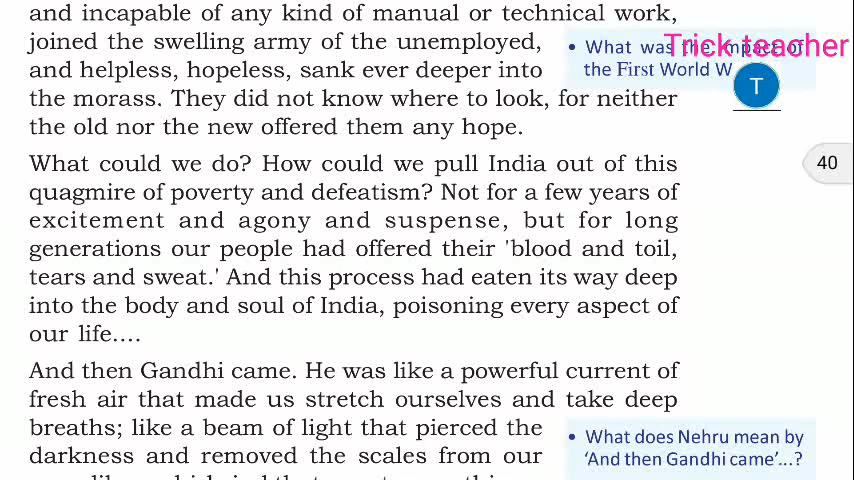 and incapable of any kind of manual or technical work,
joined the swelling army of the unemployed,
and helpless, hopeless, sank ever deeper into
the morass. They did not know where to look, for neither
the old nor the new offered them any hope.
• What was the impact of
the First World W
Trick teacher
T
40
What could we do? How could we pull India out of this
quagmire of poverty and defeatism? Not for a few years of
excitement and agony and suspense, but for long
generations our people had offered their 'blood and toil,
tears and sweat.' And this process had eaten its way deep
into the body and soul of India, poisoning every aspect of
our life....
And then Gandhi came. He was like a powerful current of
fresh air that made us stretch ourselves and take deep
breaths; like a beam of light that pierced the
darkness and removed the scales from our
• What does Nehru mean by
'And then Gandhi came'...?